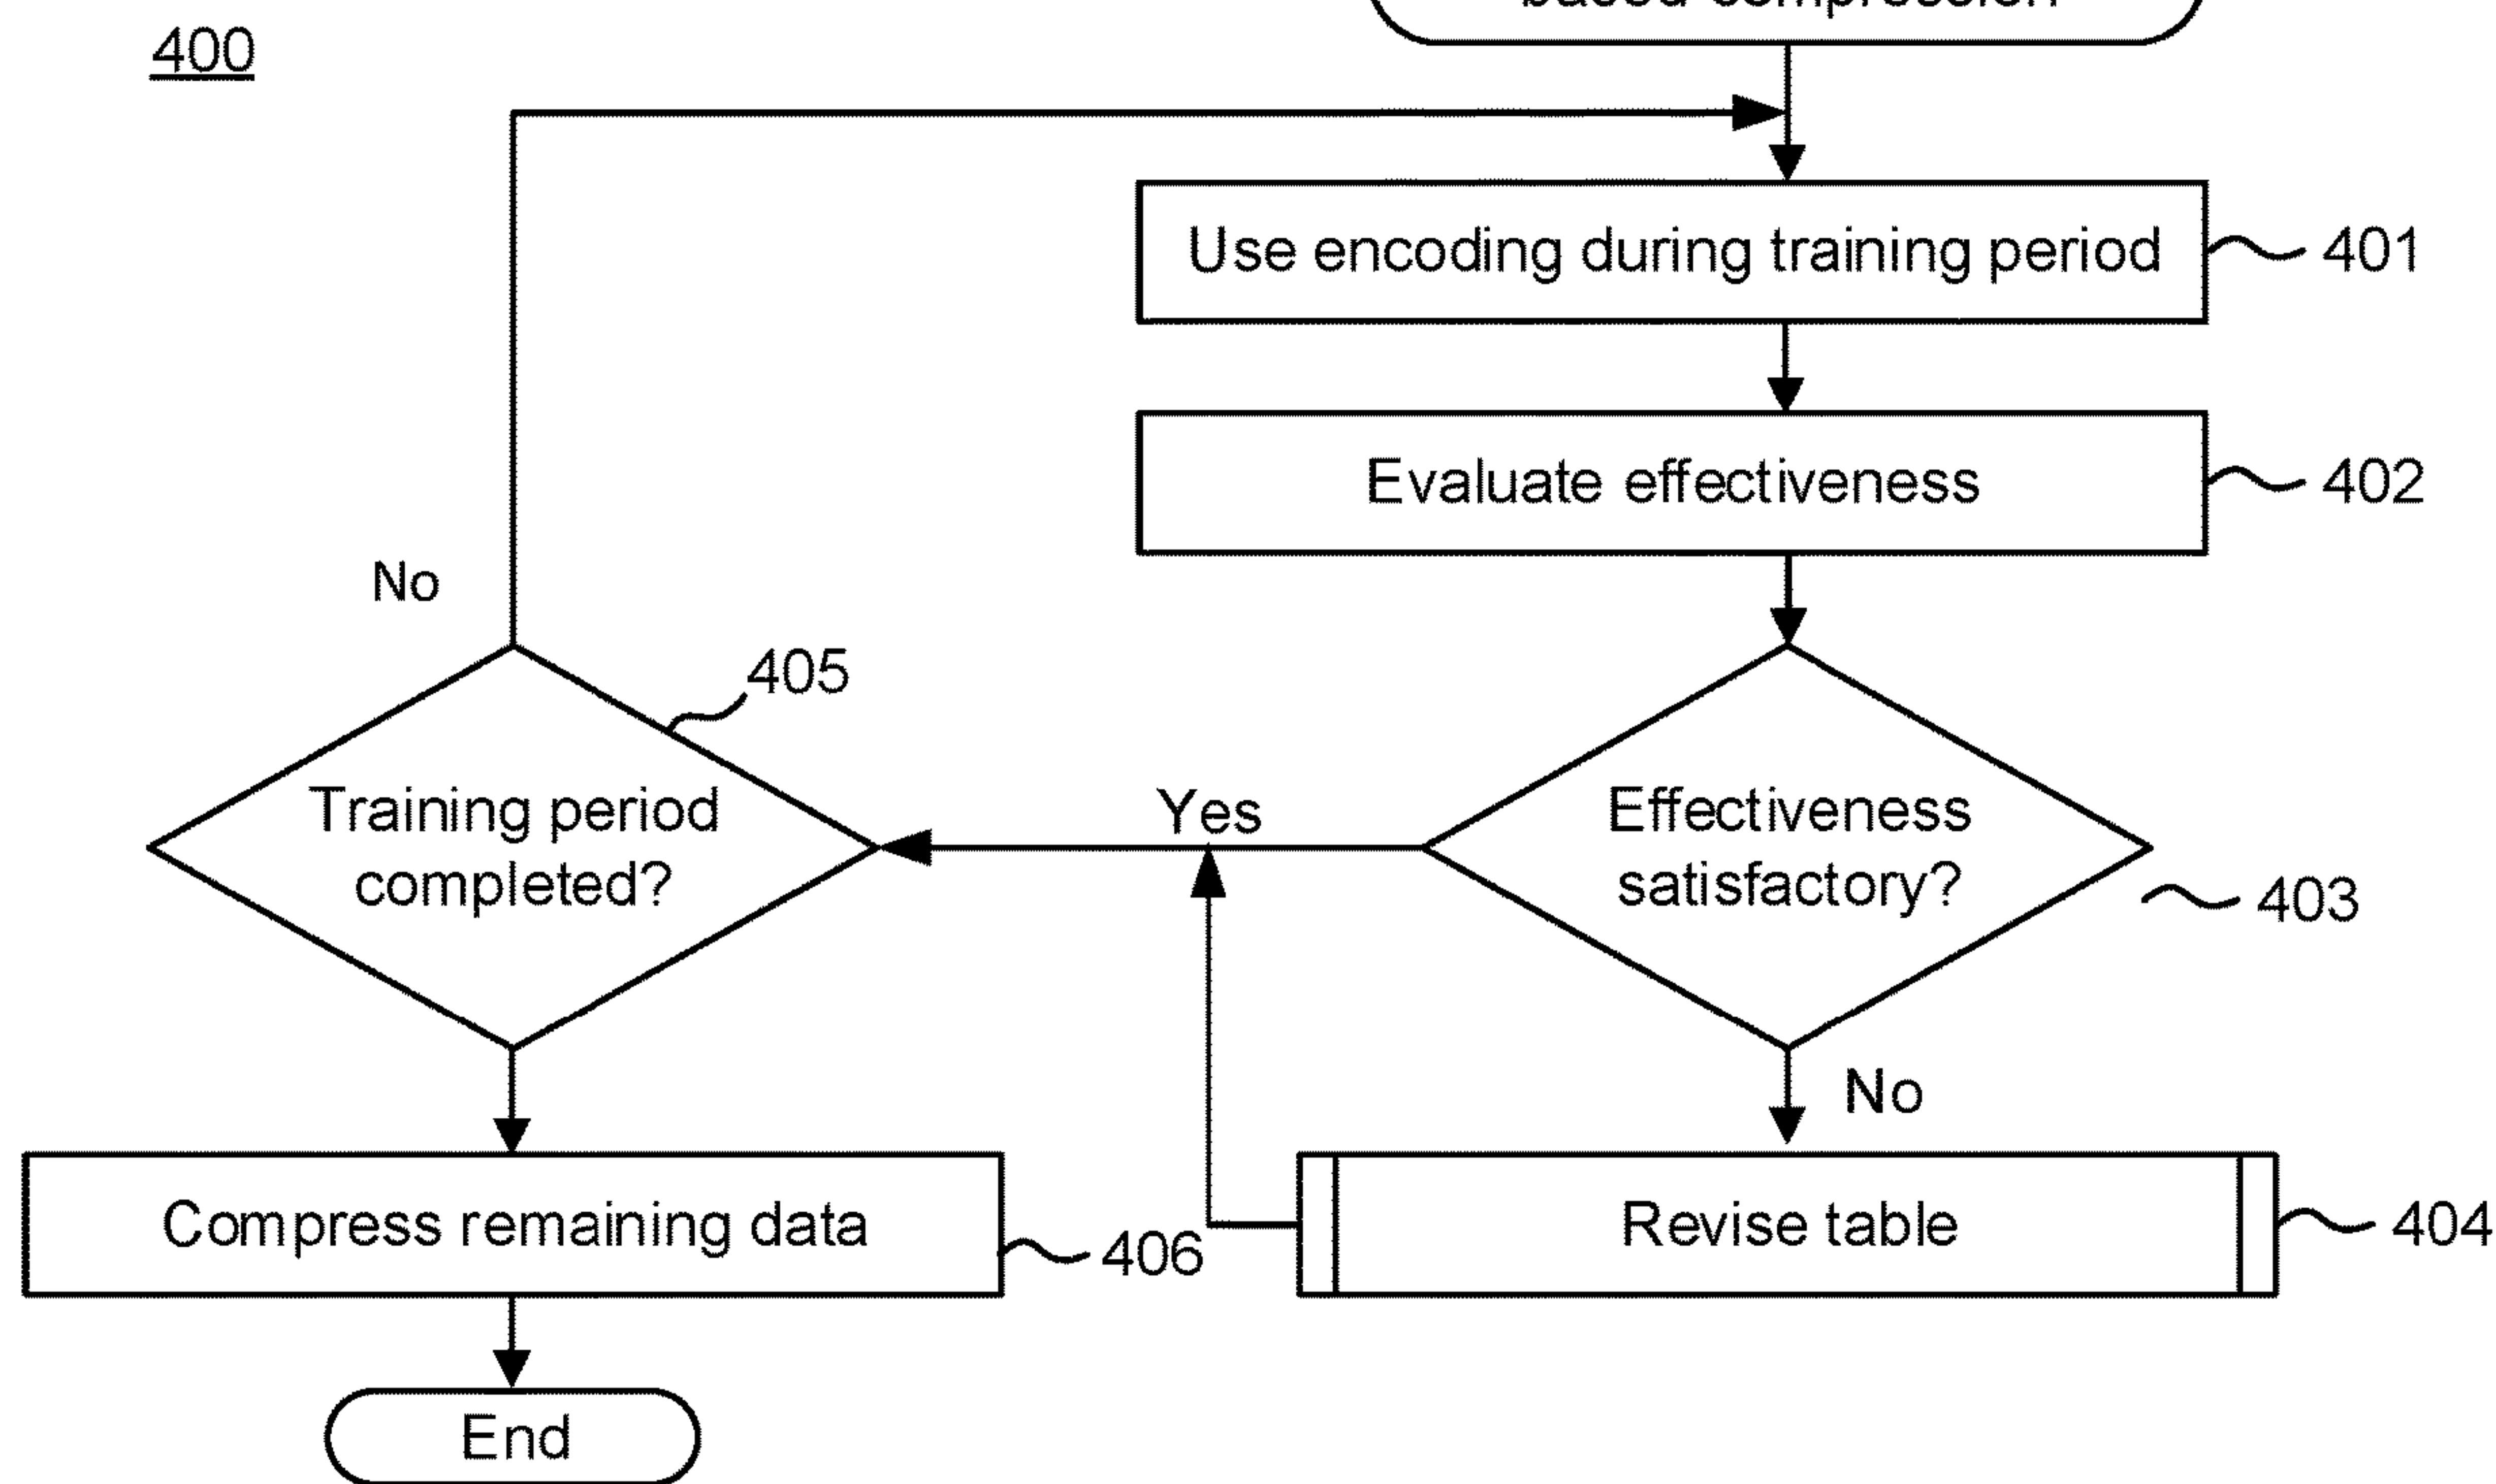 400
Use encoding during training period
401
Evaluate effectiveness
402
No
405
Training period
completed?
Yes
Effectiveness
satisfactory?
403
No
Compress remaining data
406
Revise table
404
End